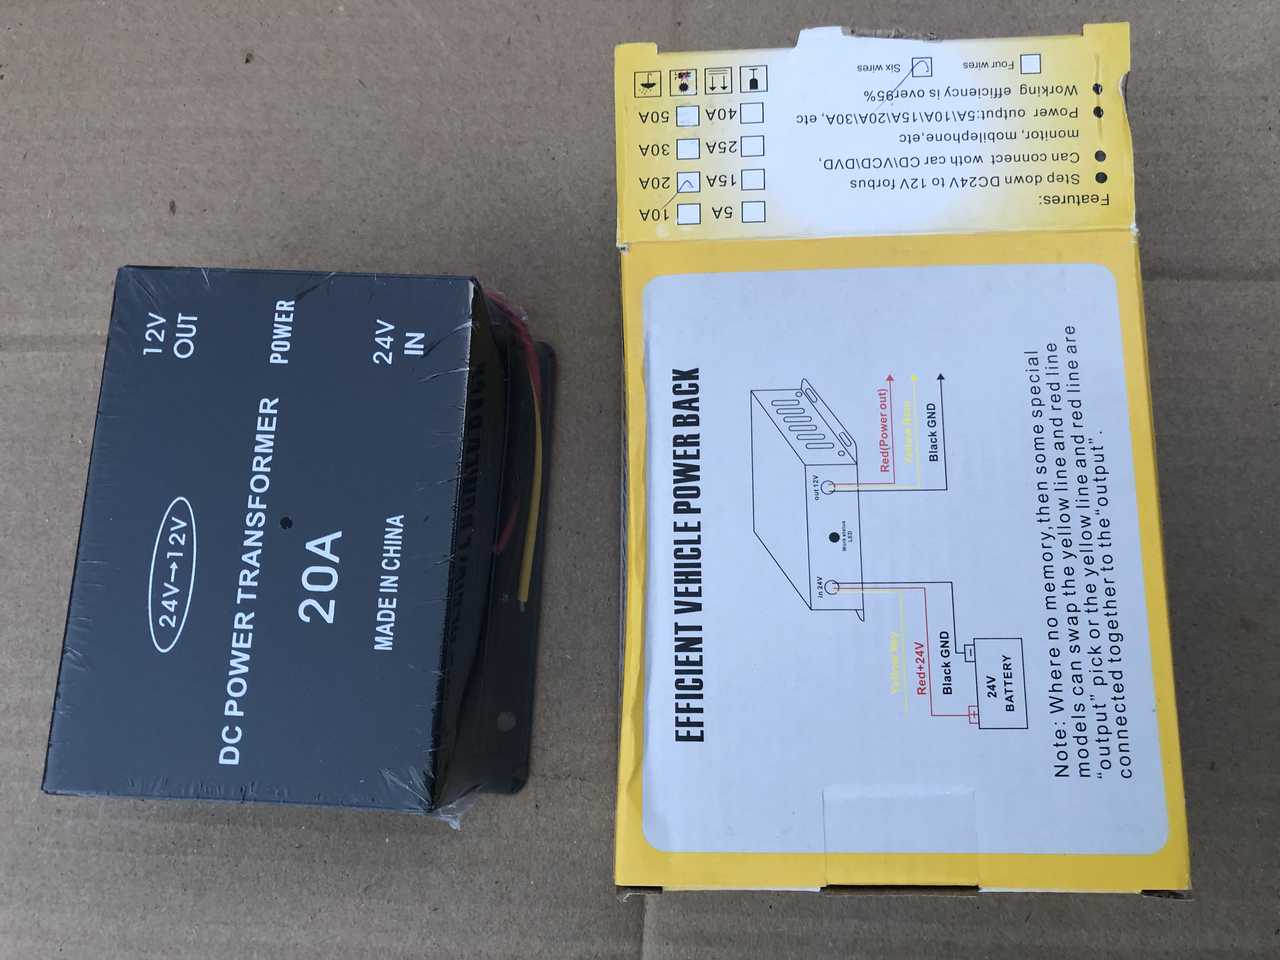 12V
OUT
POWER
24V
IN
24V→12V
DC POWER TRANSFORMER
20A
MADE IN CHINA
Features:
Step down DC24V to 12V forbus
Can connect woth car CD\VCD\DVD,
monitor, mobilephone,etc
Power output:5A\10A\15A\20A\30A, etc
Working efficiency is over95%
Four wires
Six wires
5A
10A
15A
20A
25A
30A
40A
50A
EFFICIENT VEHICLE POWER BACK
Red(Power out)
Black GND
out 12V
Work status
LED
in 24V
Yellow Key
Red+24V
Black GND
24V
BATTERY
Note: Where no memory,then some special
models can swap the yellow line and red line
“output” pick or the yellow line and red line are
connected together to the“output”.